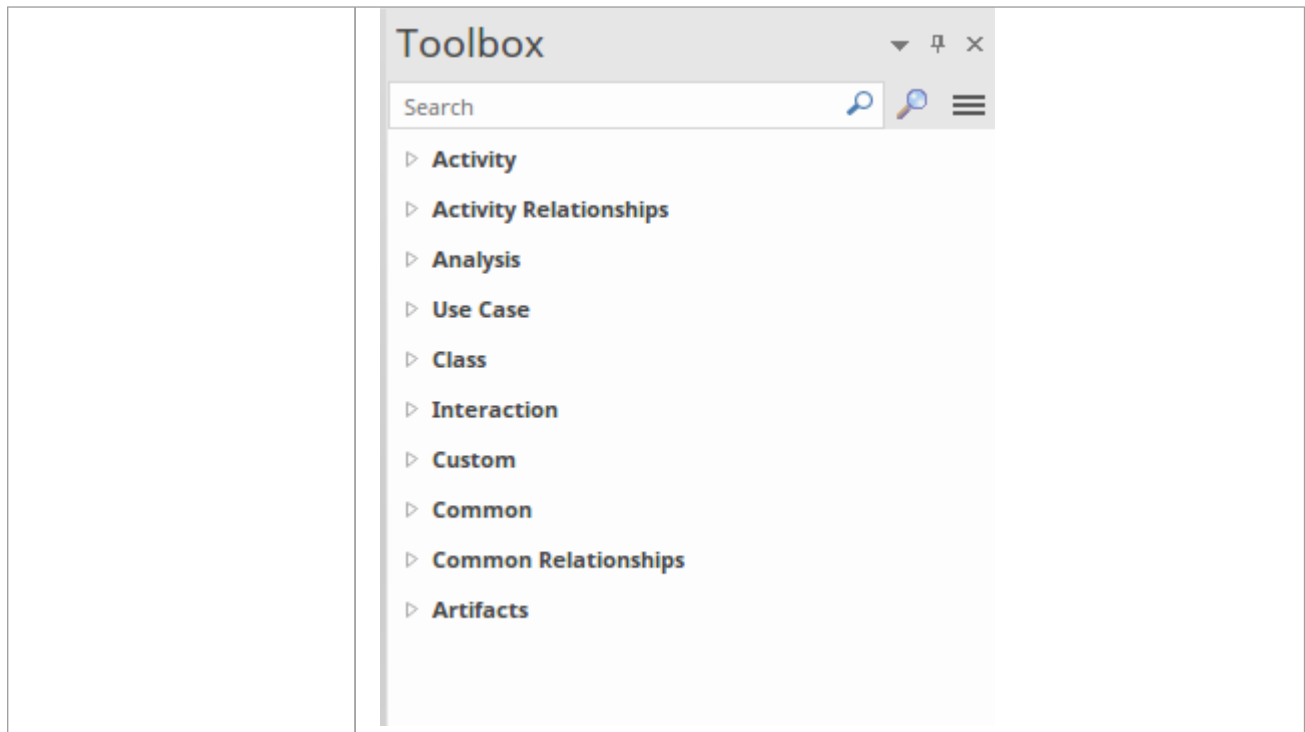 Toolbox
Search
Activity
Activity Relationships
Analysis
Use Case
Class
Interaction
Custom
Common
Common Relationships
Artifacts